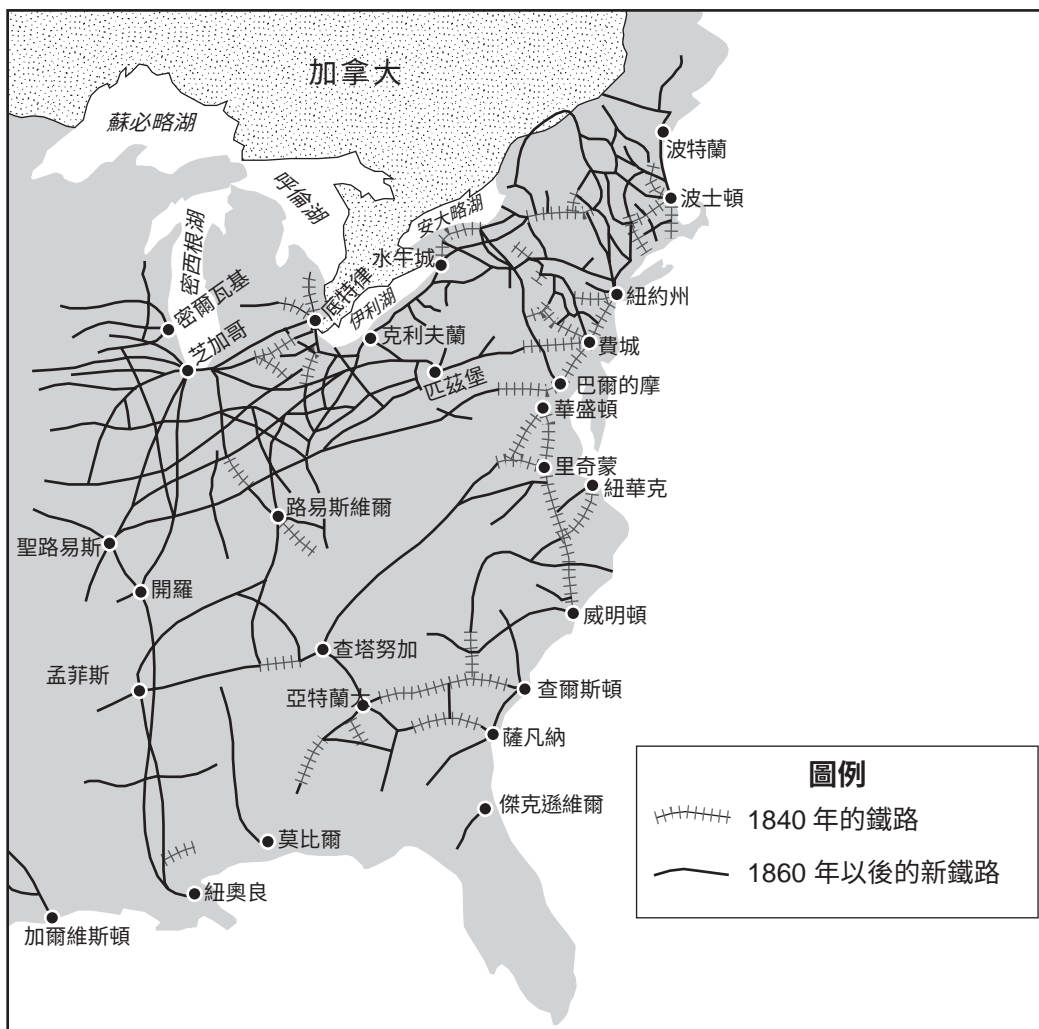 加拿大
蘇必略湖
呼倫湖
密西根湖
安大略湖
伊利湖
波特蘭
波士頓
水牛城
底特律
密爾瓦基
芝加哥
克利夫蘭
匹茲堡
紐約州
費城
巴爾的摩
華盛頓
里奇蒙
紐華克
路易斯維爾
聖路易斯
開羅
威明頓
查塔努加
孟菲斯
亞特蘭大
查爾斯頓
薩凡納
傑克遜維爾
莫比爾
紐奧良
加爾維斯頓
圖例
1840 年的鐵路
1860 年以後的新鐵路